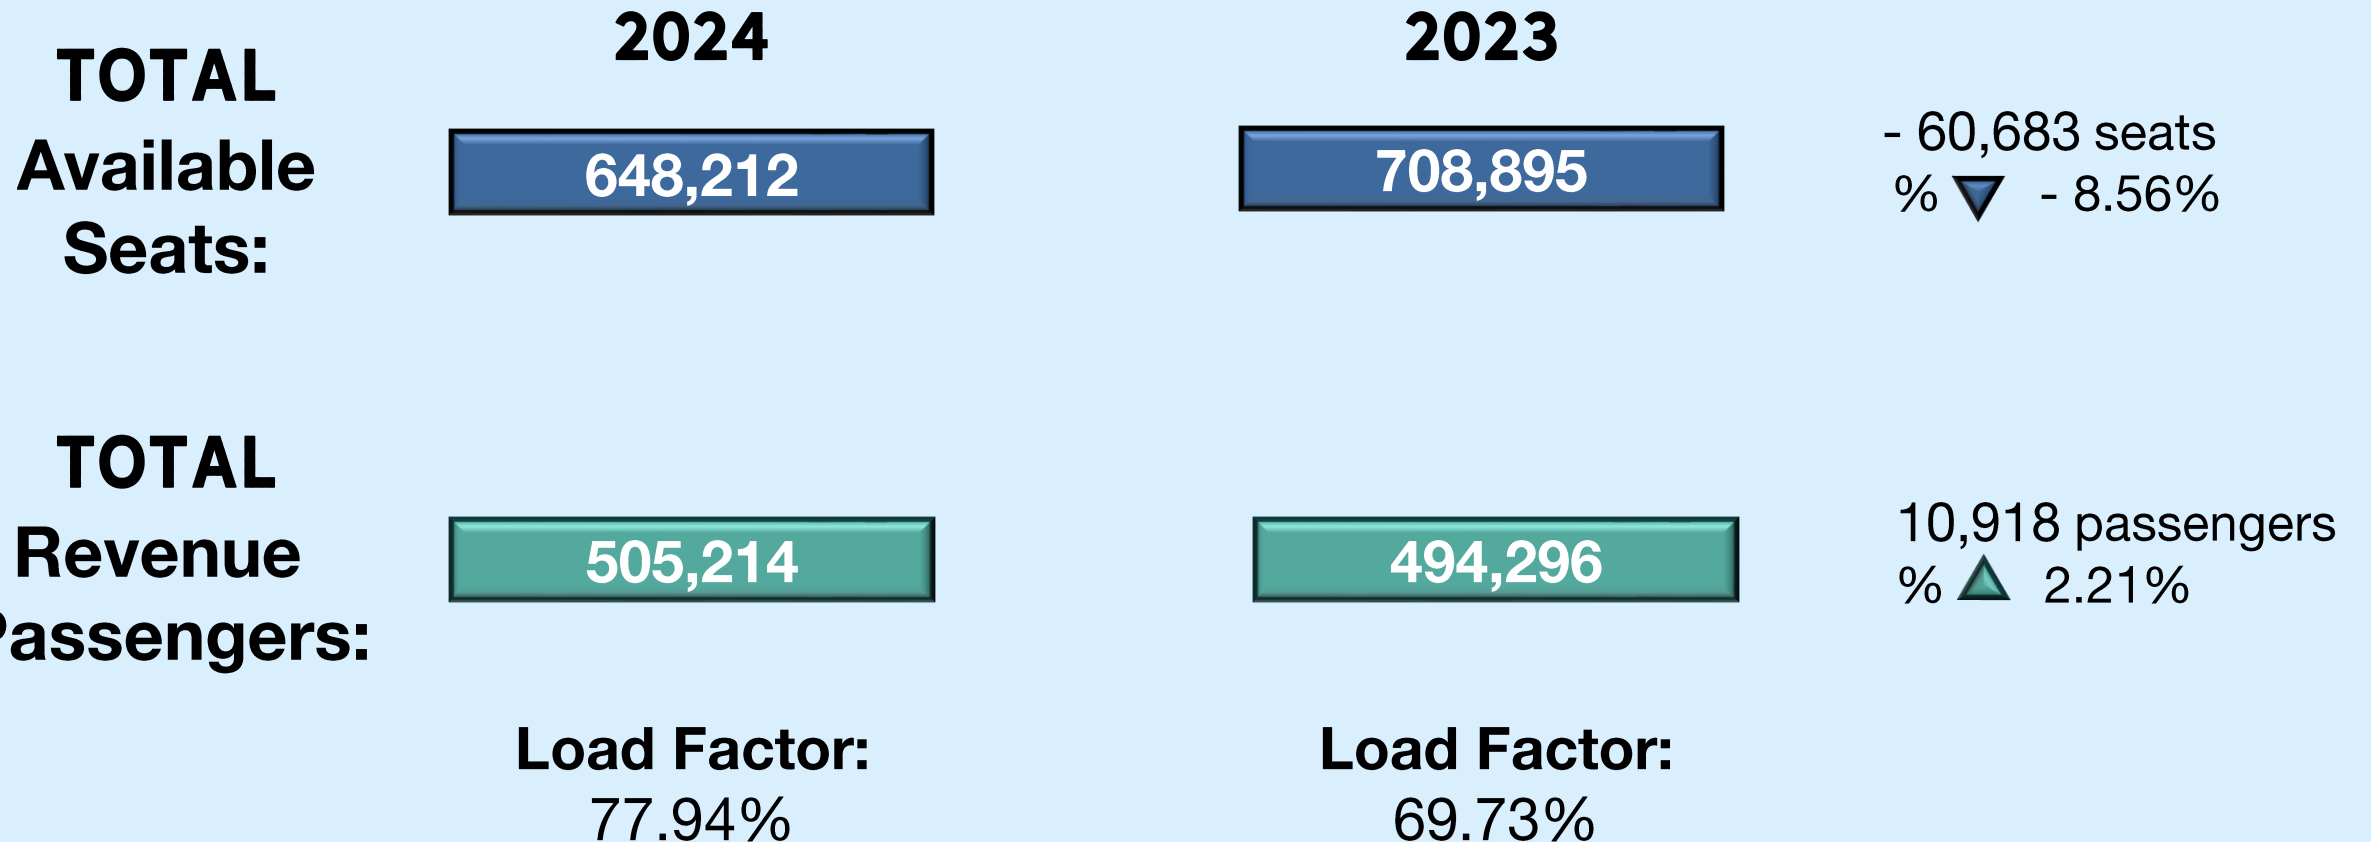 2024 2023
TOTAL
Available
Seats:
648,212 708,895
- 60,683 seats
% - 8.56%
TOTAL
Revenue
Passengers:
505,214 494,296
10,918 passengers
% 2.21%
Load Factor: Load Factor:
77.94% 69.73%